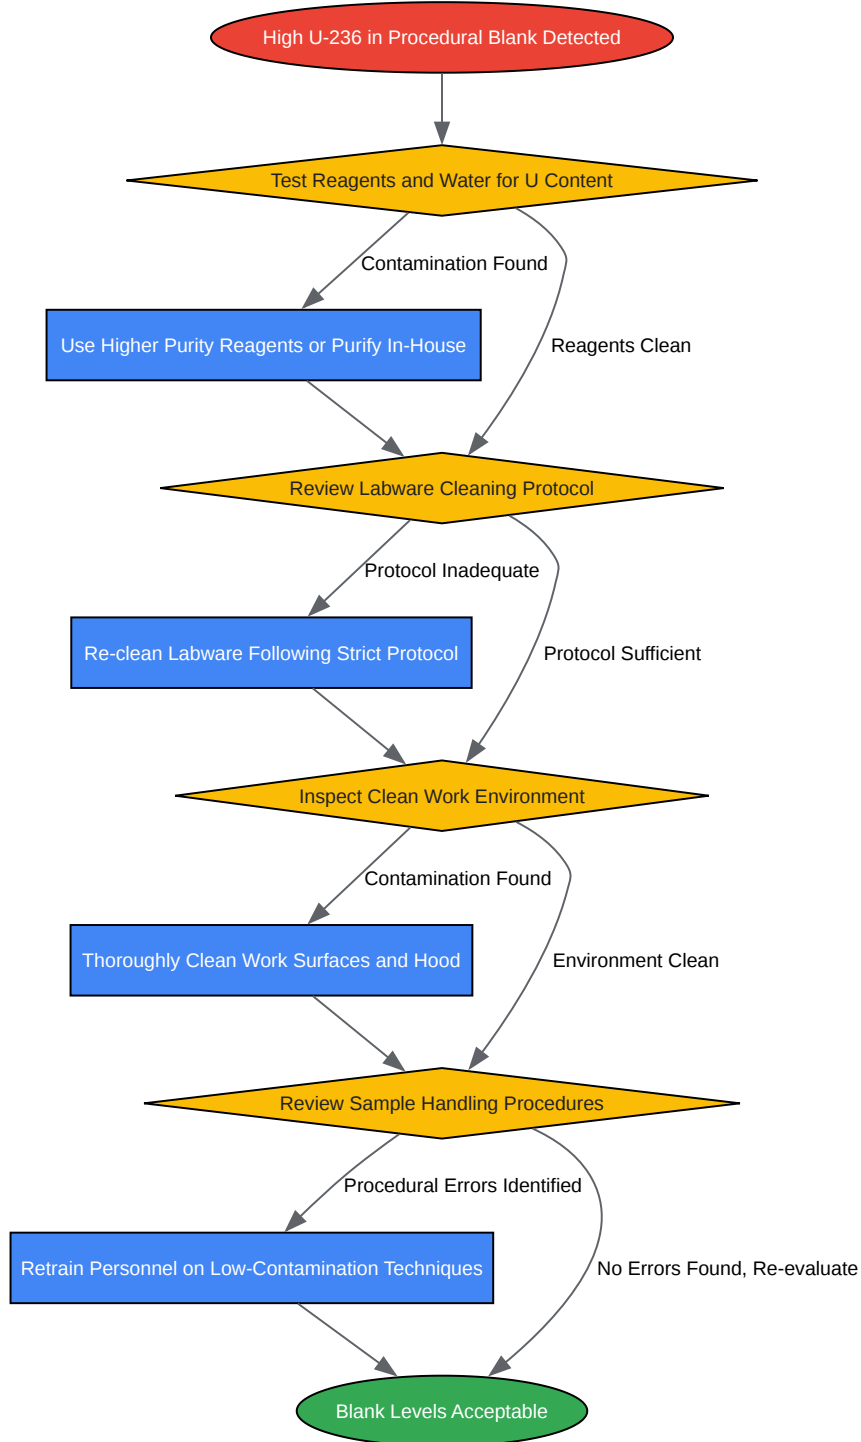 High U-236 in Procedural Blank Detected
Test Reagents and Water for U Content
Contamination Found
Use Higher Purity Reagents or Purify In-House
Reagents Clean
Review Labware Cleaning Protocol
Protocol Inadequate
Re-clean Labware Following Strict Protocol
Protocol Sufficient
Inspect Clean Work Environment
Contamination Found
Thoroughly Clean Work Surfaces and Hood
Environment Clean
Review Sample Handling Procedures
Procedural Errors Identified
Retrain Personnel on Low-Contamination Techniques
No Errors Found, Re-evaluate
Blank Levels Acceptable